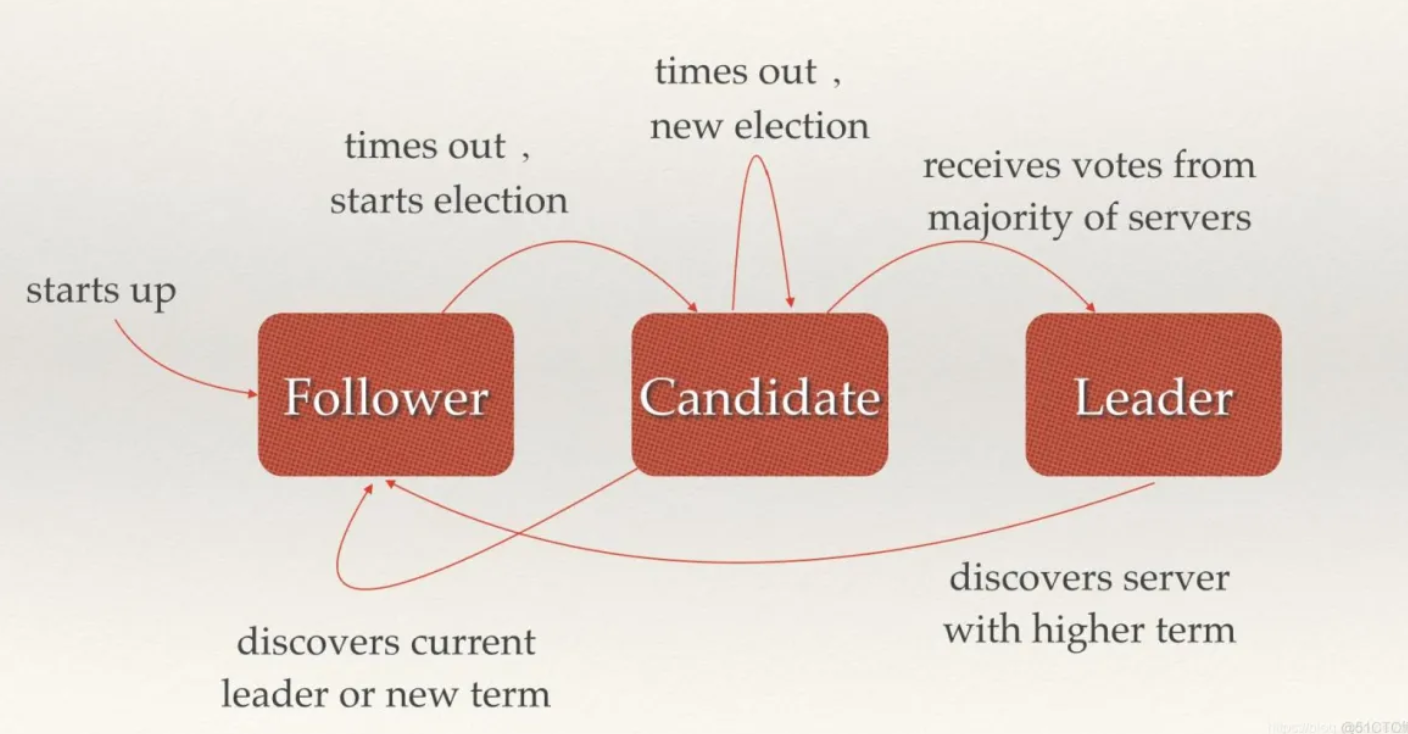 times out ,
new election
times out ,
starts election
receives votes from
majority of servers
starts up
Follower
Candidate
Leader
discovers server
with higher term
discovers current
leader or new term